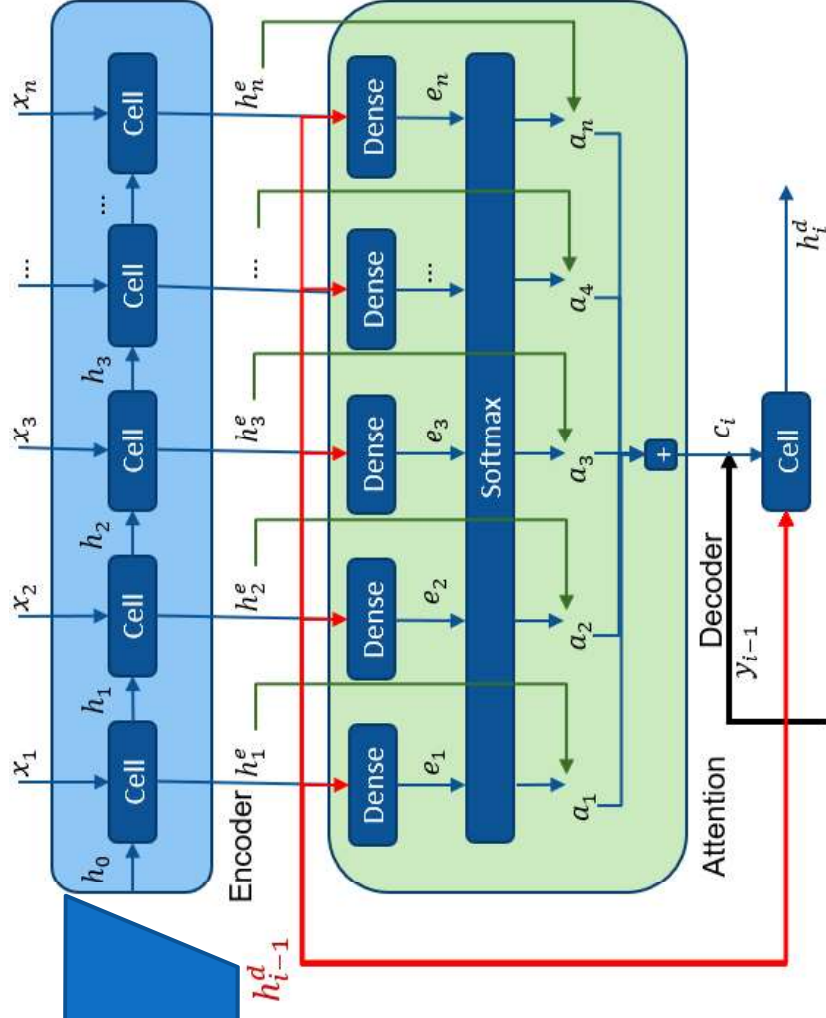 x₁ x₂ x₃ ... xₙ
h₀ Cell h₁ Cell h₂ Cell h₃ Cell ... Cell
Encoder
h₁ᵉ h₂ᵉ h₃ᵉ ... hₙᵉ
hᵢ₋₁ᵈ
Dense Dense Dense Dense Dense
e₁ e₂ e₃ ... eₙ
Softmax
a₁ a₂ a₃ a₄ aₙ
+
Attention
Decoder
yᵢ₋₁
cᵢ
Cell
hᵢᵈ